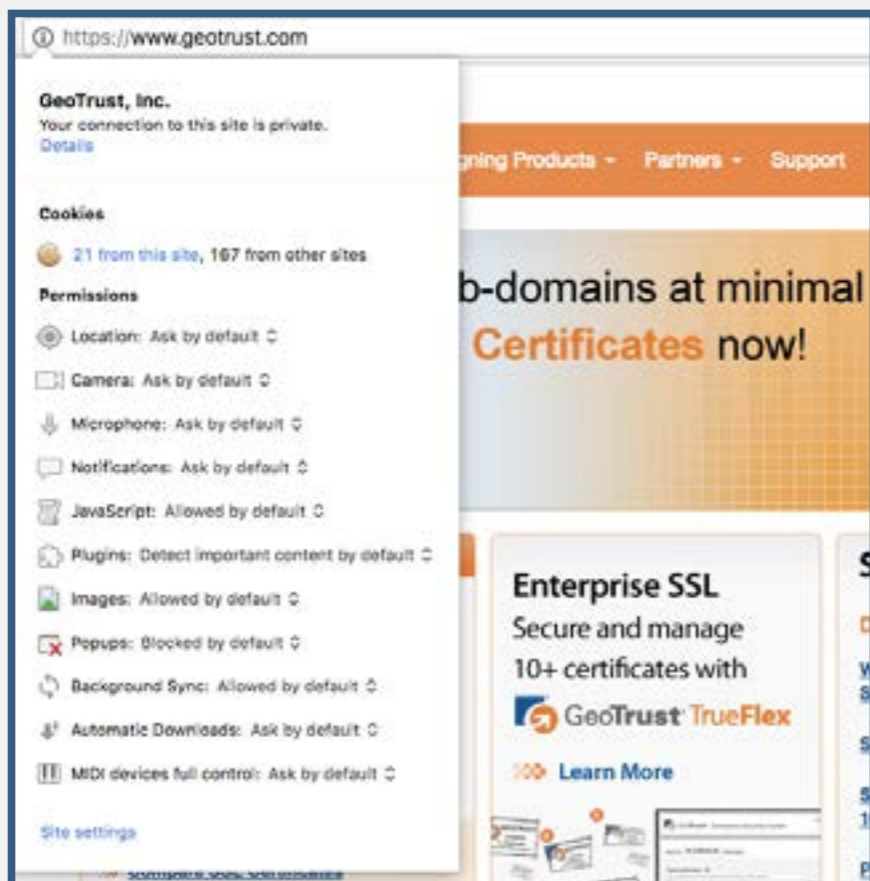 https://www.geotrust.com
GeoTrust, Inc.
Your connection to this site is private.
Details
Cookies
21 from this site, 167 from other sites
Permissions
Location: Ask by default
Camera: Ask by default
Microphone: Ask by default
Notifications: Ask by default
JavaScript: Allowed by default
Plugins: Detect important content by default
Images: Allowed by default
Popups: Blocked by default
Background Sync: Allowed by default
Automatic Downloads: Ask by default
MIDI devices full control: Ask by default
Site settings
gning Products Partners Support
b-domains at minimal
Certificates now!
Enterprise SSL
Secure and manage
10+ certificates with
GeoTrust TrueFlex
Learn More
Compare SSL Certificates